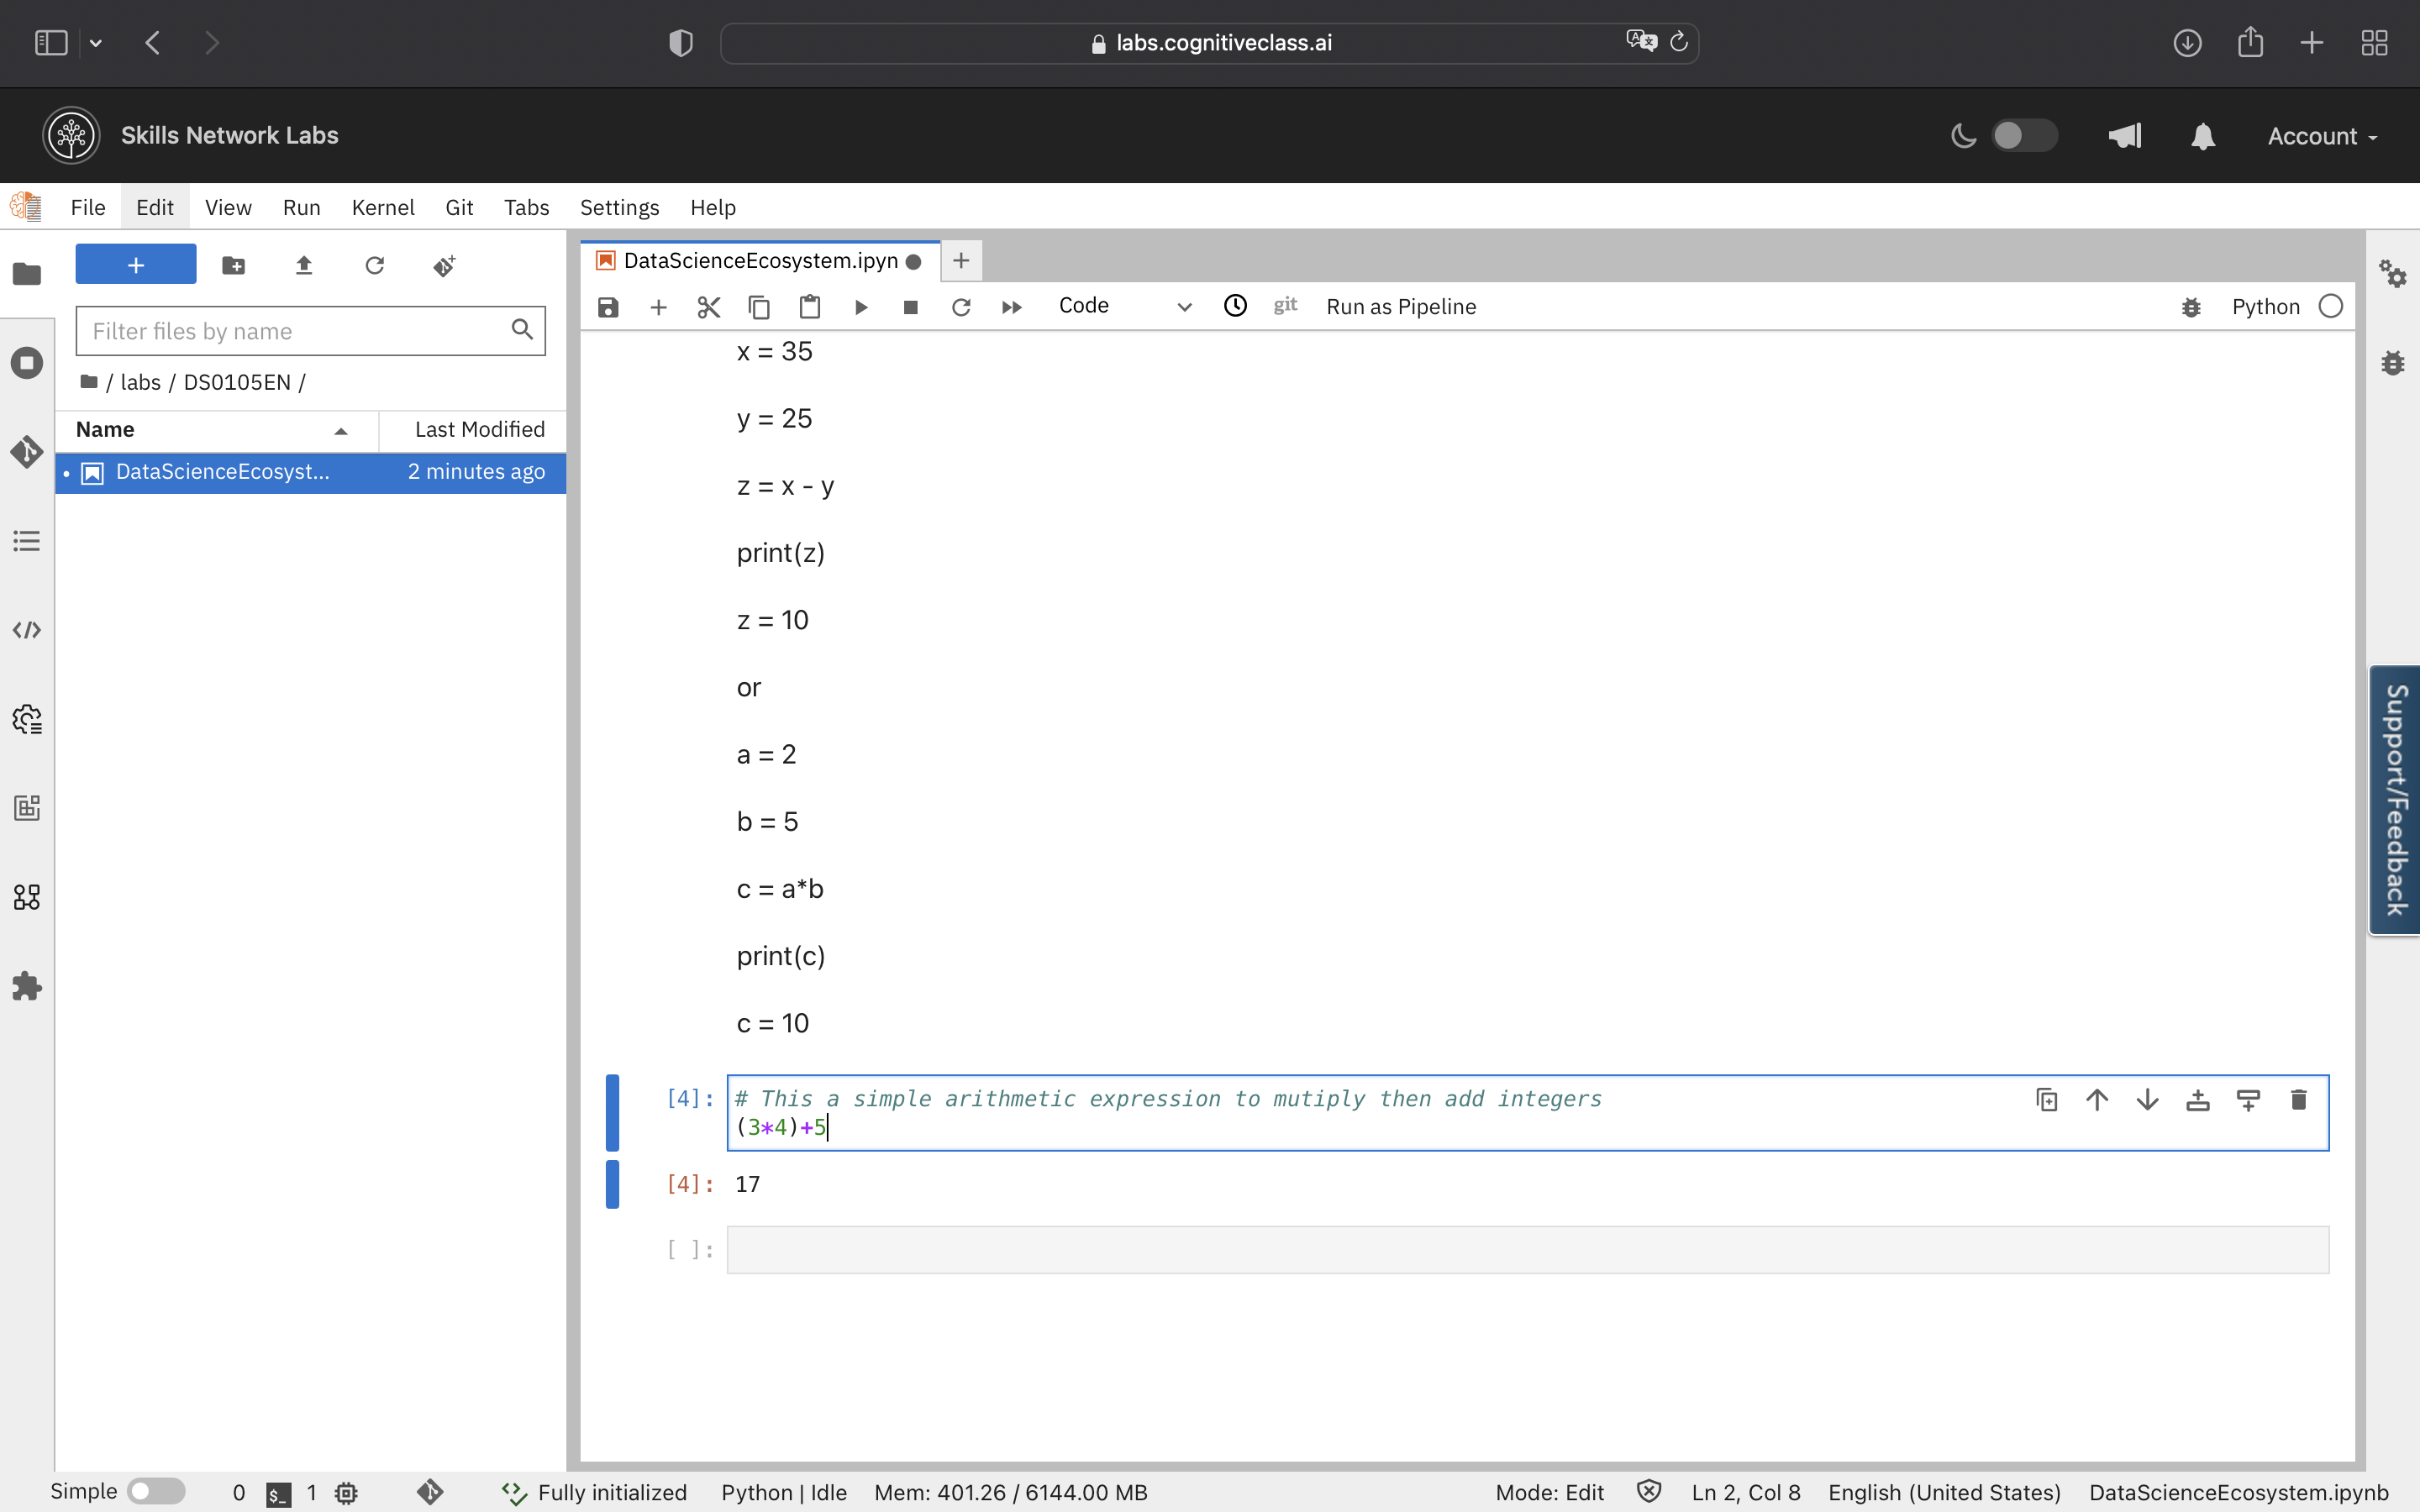 labs.cognitiveclass.ai
Skills Network Labs
Account
File Edit View Run Kernel Git Tabs Settings Help
+
Filter files by name
/ labs / DS0105EN /
Name Last Modified
DataScienceEcosyst... 2 minutes ago
DataScienceEcosystem.ipyn
Code git Run as Pipeline Python
x = 35
y = 25
z = x - y
print(z)
z = 10
or
a = 2
b = 5
c = a*b
print(c)
c = 10
[4]: # This a simple arithmetic expression to mutiply then add integers
(3*4)+5
[4]: 17
[ ]:
Support/Feedback
Simple 0 $_ 1 Fully initialized Python | Idle Mem: 401.26 / 6144.00 MB Mode: Edit Ln 2, Col 8 English (United States) DataScienceEcosystem.ipynb